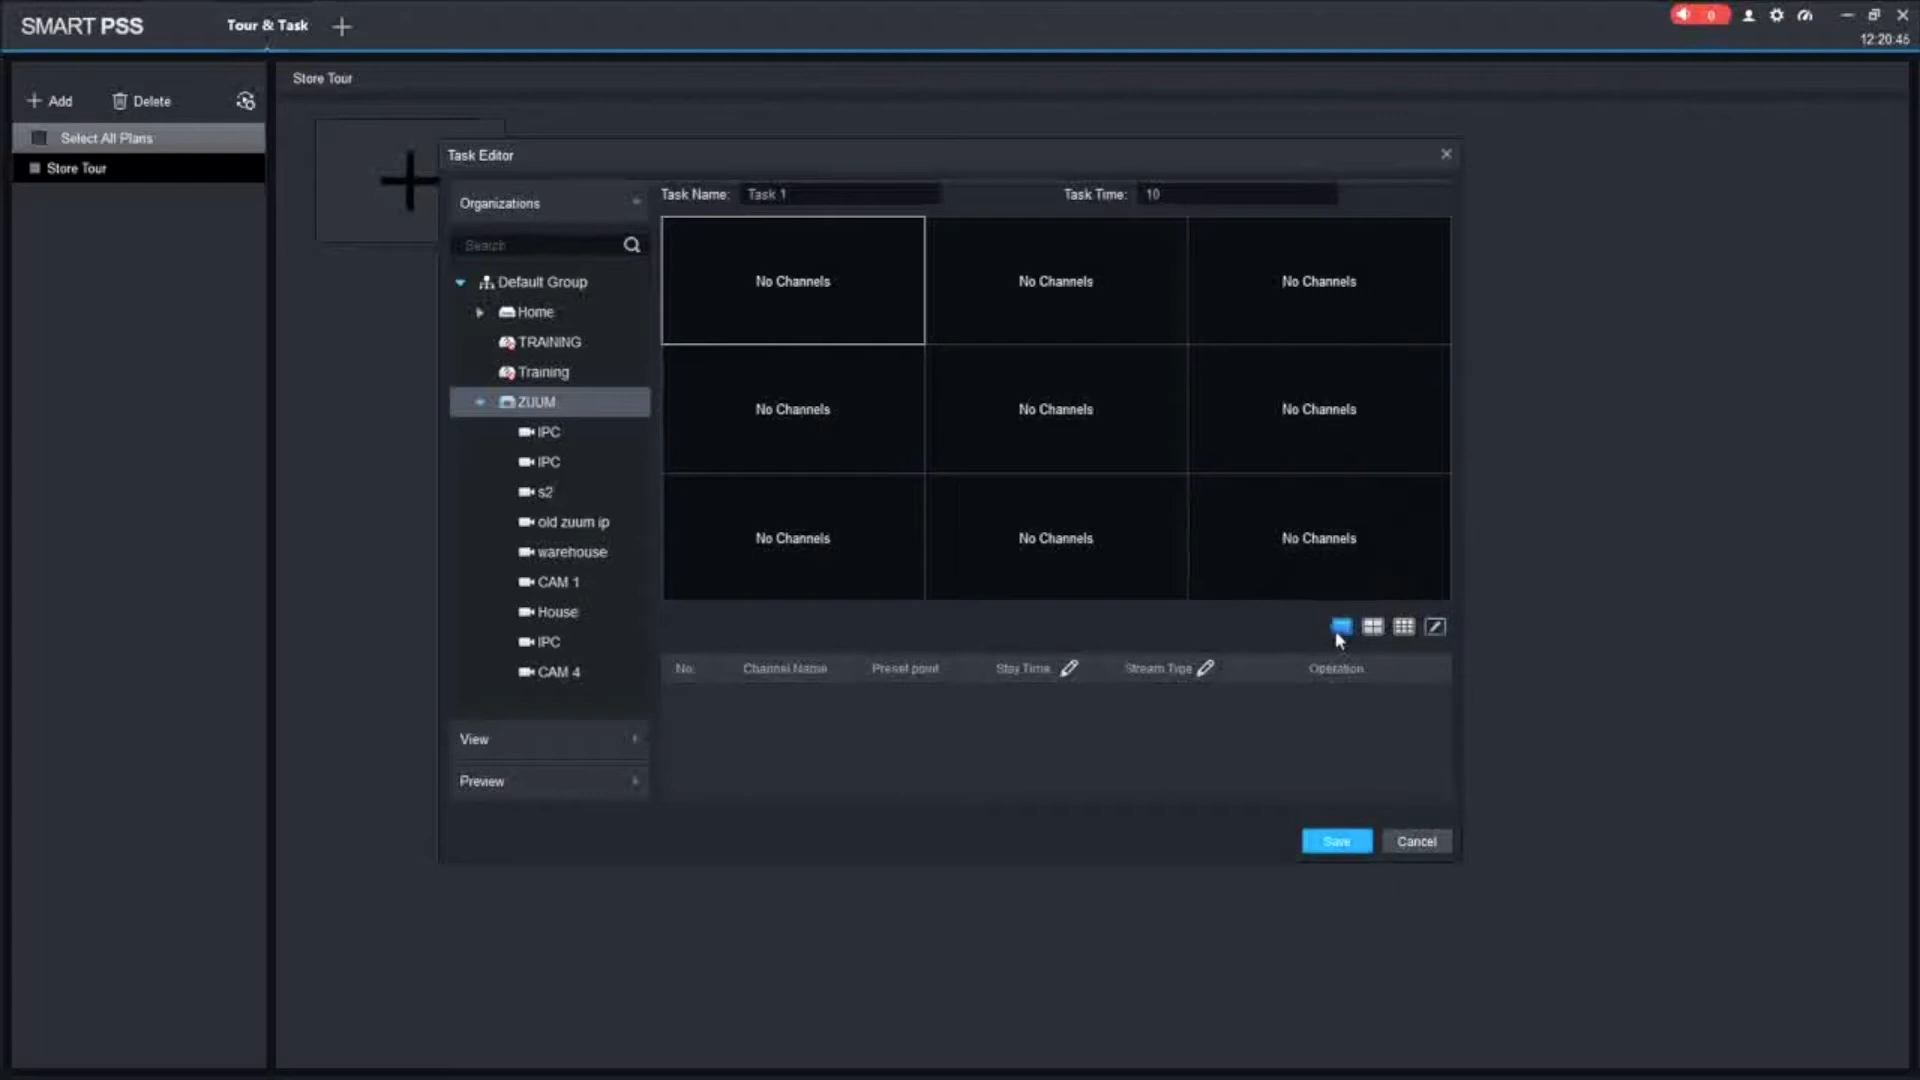 SMART PSS
Tour & Task
0
12:20:45
Add
Delete
Store Tour
Select All Plans
Store Tour
Task Editor
Organizations
Task Name:
Task 1
Task Time:
10
Search
Default Group
Home
TRAINING
Training
ZUUM
IPC
IPC
s2
old zuum ip
warehouse
CAM 1
House
IPC
CAM 4
No Channels
No Channels
No Channels
No Channels
No Channels
No Channels
No Channels
No Channels
No Channels
No.
Channel Name
Preset point
Stay Time
Stream Type
Operation
View
Preview
Save
Cancel